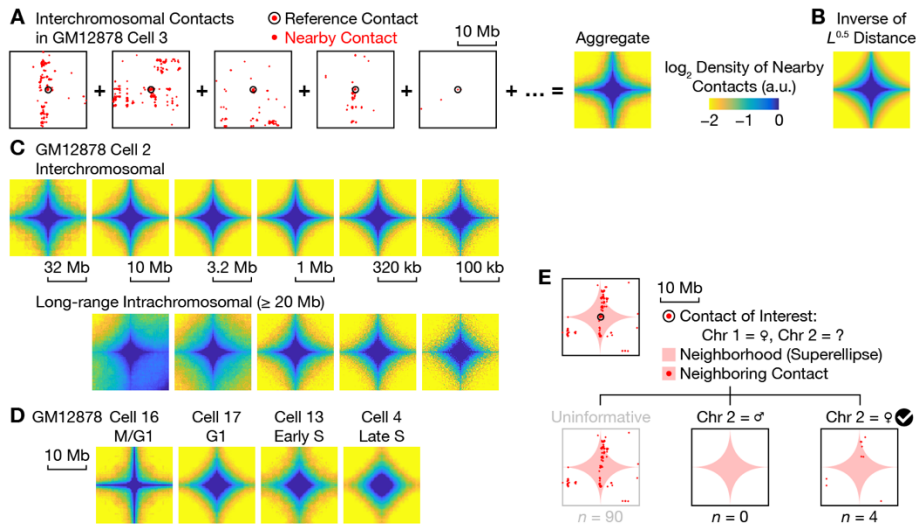 A Interchromosomal Contacts
in GM12878 Cell 3
Reference Contact
Nearby Contact
10 Mb
+ + + + + ... =
Aggregate
log2 Density of Nearby
Contacts (a.u.)
−2 −1 0
B Inverse of
L0.5 Distance
C GM12878 Cell 2
Interchromosomal
32 Mb 10 Mb 3.2 Mb 1 Mb 320 kb 100 kb
Long-range Intrachromosomal (≥ 20 Mb)
D GM12878 Cell 16 Cell 17 Cell 13 Cell 4
M/G1 G1 Early S Late S
10 Mb
E
10 Mb
Contact of Interest:
Chr 1 = ♀, Chr 2 = ?
Neighborhood (Superellipse)
Neighboring Contact
Uninformative Chr 2 = ♂ Chr 2 = ♀
n = 90 n = 0 n = 4